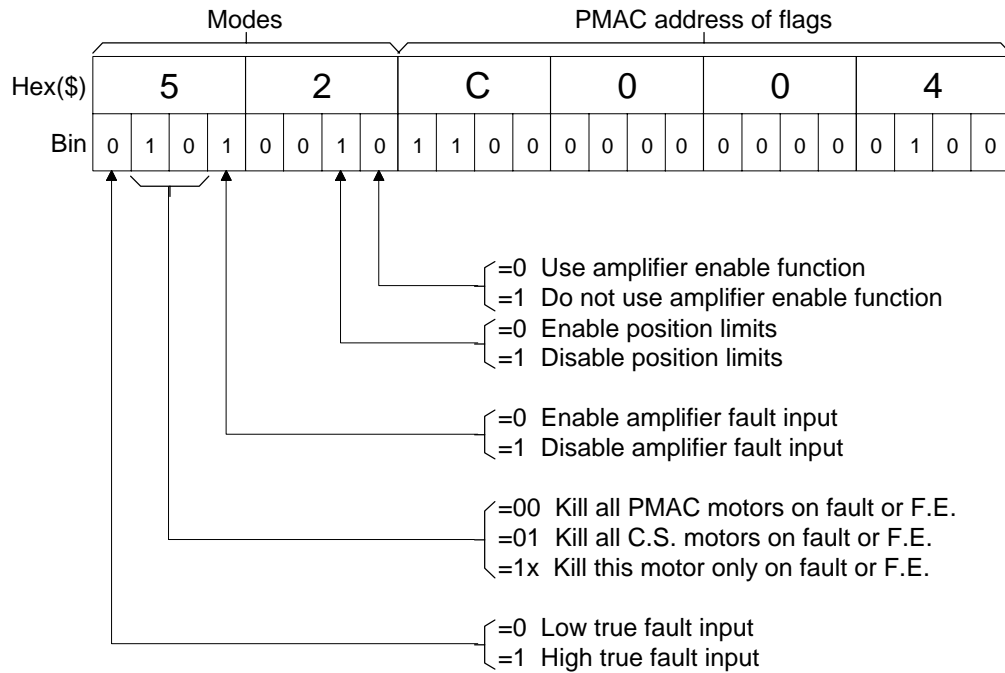 Modes PMAC address of flags
Hex($) 5 2 C 0 0 4
Bin 0 1 0 1 0 0 1 0 1 1 0 0 0 0 0 0 0 0 0 0 0 1 0 0
=0 Use amplifier enable function
=1 Do not use amplifier enable function
=0 Enable position limits
=1 Disable position limits
=0 Enable amplifier fault input
=1 Disable amplifier fault input
=00 Kill all PMAC motors on fault or F.E.
=01 Kill all C.S. motors on fault or F.E.
=1x Kill this motor only on fault or F.E.
=0 Low true fault input
=1 High true fault input